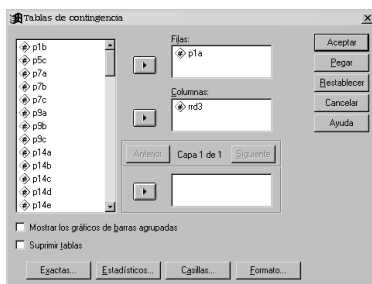 Tablas de contingencia
p1b
p5c
p7a
p7b
p7c
p9a
p9b
p9c
p14a
p14b
p14c
p14d
p14e
Filas:
p1a
Columnas:
rrd3
Anterior
Capa 1 de 1
Siguiente
Aceptar
Pegar
Restablecer
Cancelar
Ayuda
Mostrar los gráficos de barras agrupadas
Suprimir tablas
Exactas...
Estadísticos...
Casillas...
Formato...